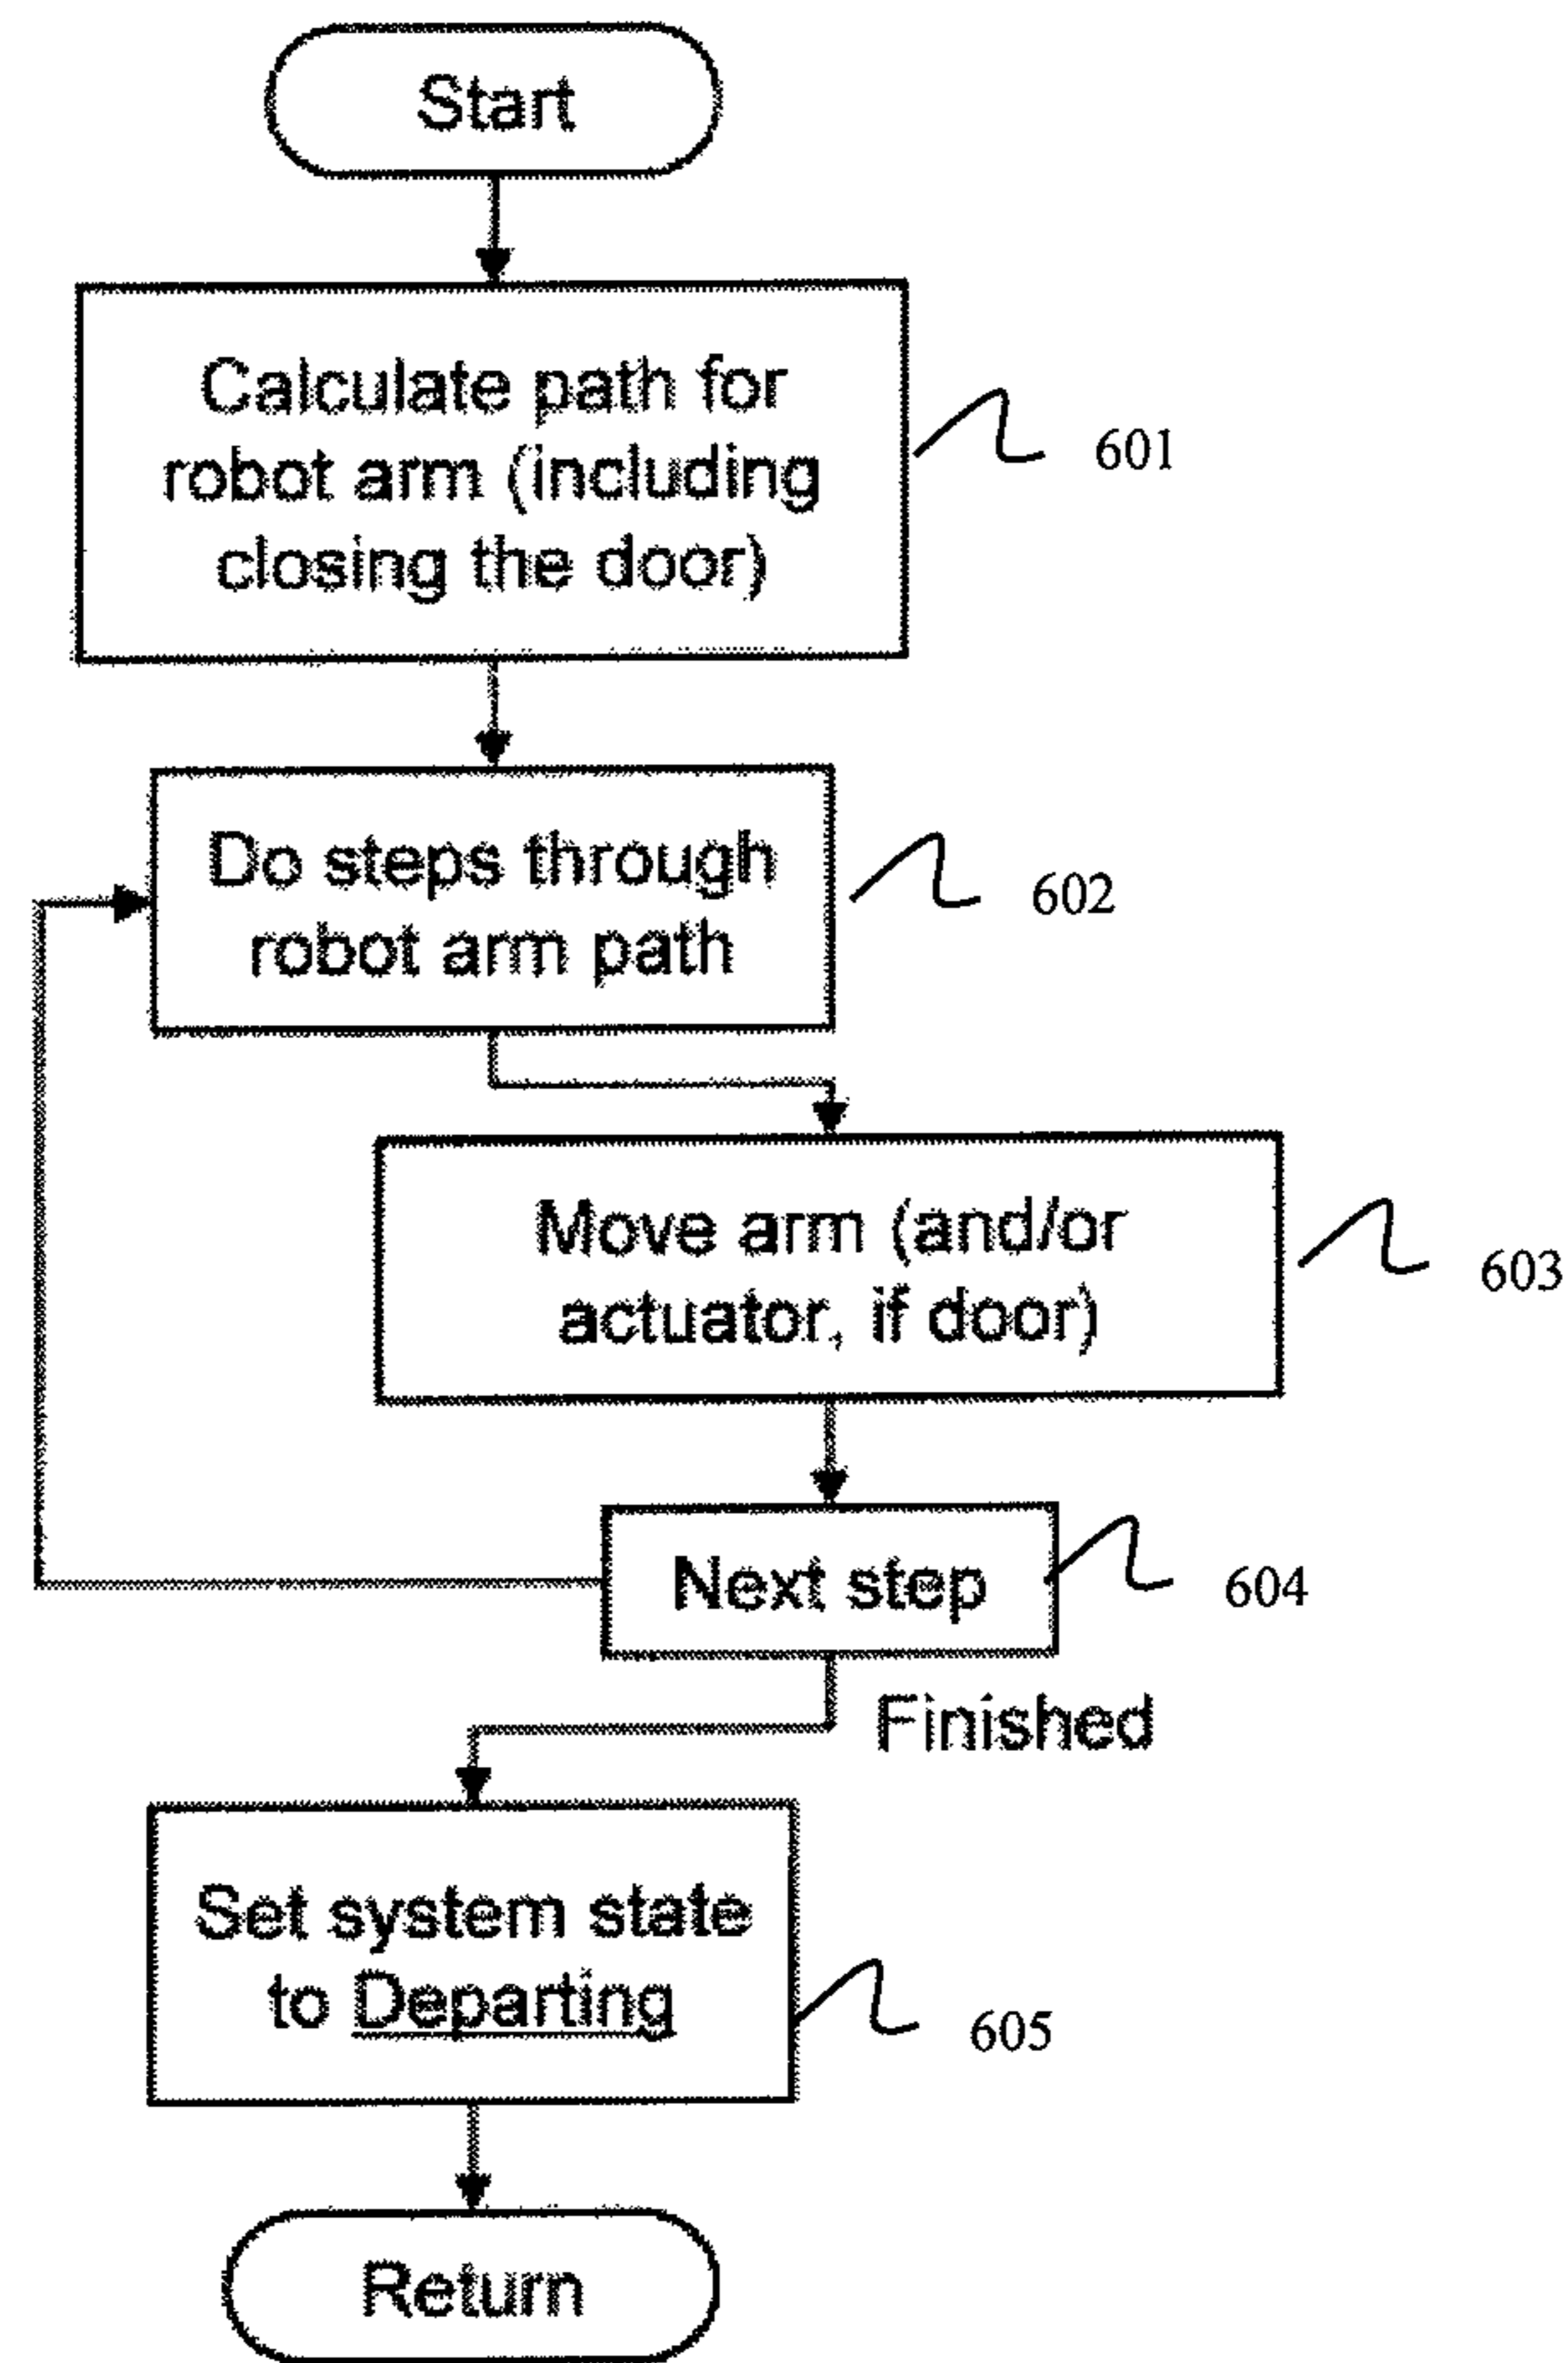 Start
Calculate path for
robot arm (including
closing the door)
601
Do steps through
robot arm path
602
Move arm (and/or
actuator, if door)
603
Next step
604
Finished
Set system state
to Departing
605
Return